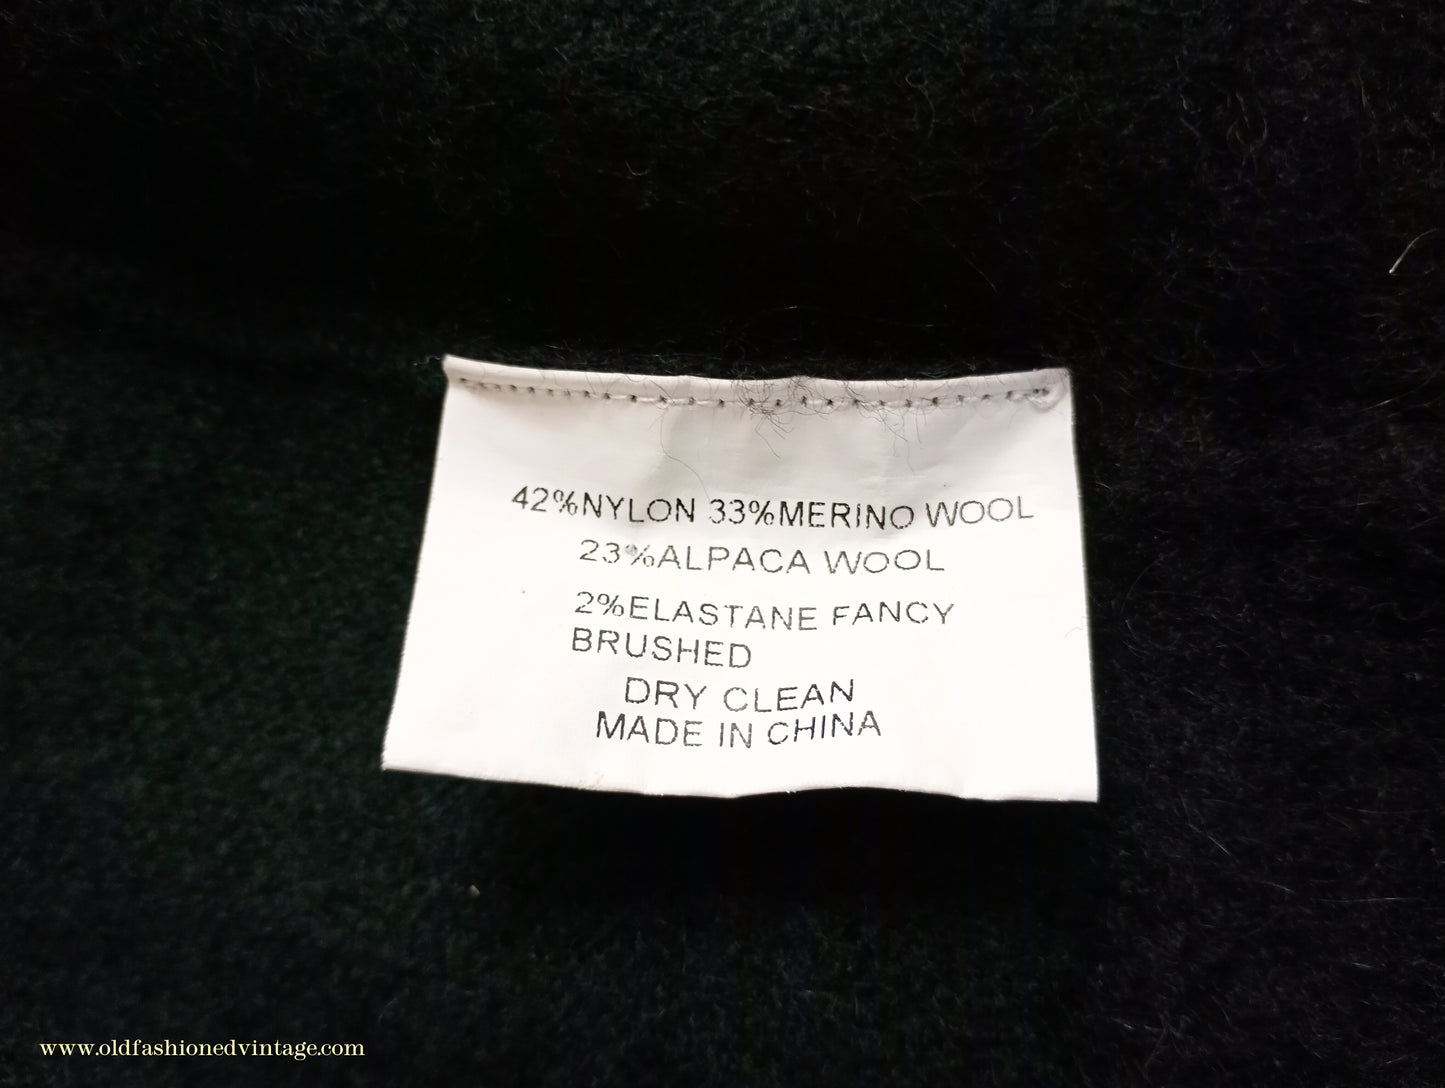 42%NYLON 33%MERINO WOOL
23%ALPACA WOOL
2%ELASTANE FANCY
BRUSHED
DRY CLEAN
MADE IN CHINA
www.oldfashionedvintage.com